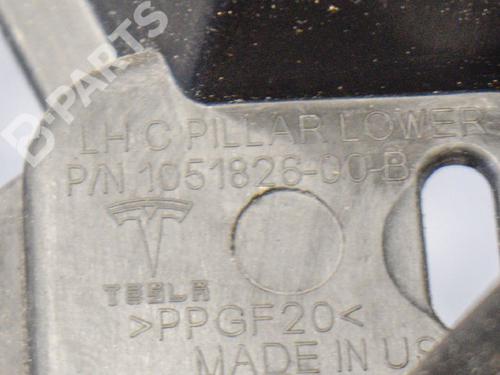 B-PARTS
LH C PILLAR LOWER
P/N 1051826-00-B
TESLA
>PPGF20<
MADE IN US